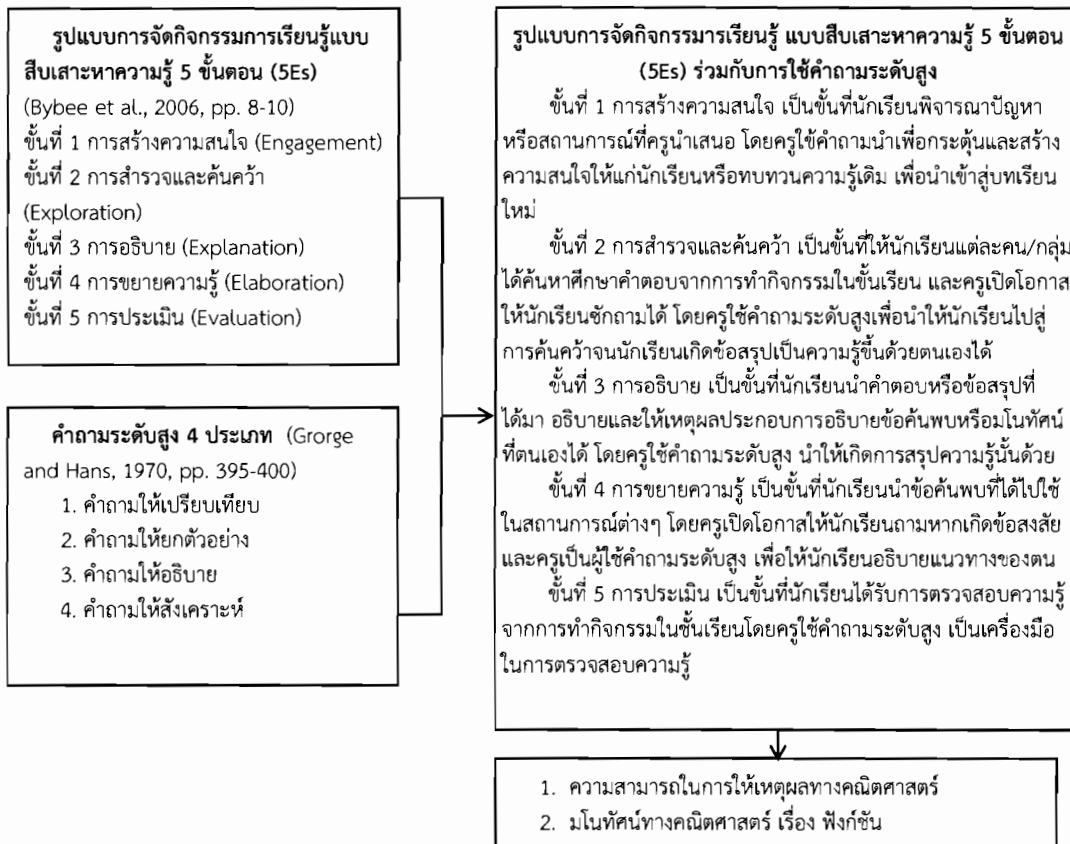 รูปแบบการจัดกิจกรรมการเรียนรู้แบบ
สืบเสาะหาความรู้ 5 ขั้นตอน (5Es)
(Bybee et al., 2006, pp. 8-10)
ขั้นที่ 1 การสร้างความสนใจ (Engagement)
ขั้นที่ 2 การสำรวจและค้นคว้า
(Exploration)
ขั้นที่ 3 การอธิบาย (Explanation)
ขั้นที่ 4 การขยายความรู้ (Elaboration)
ขั้นที่ 5 การประเมิน (Evaluation)
คำถามระดับสูง 4 ประเภท (Grorge
and Hans, 1970, pp. 395-400)
1. คำถามให้เปรียบเทียบ
2. คำถามให้ยกตัวอย่าง
3. คำถามให้อธิบาย
4. คำถามให้สังเคราะห์
รูปแบบการจัดกิจกรรมารเรียนรู้ แบบสืบเสาะหาความรู้ 5 ขั้นตอน
(5Es) ร่วมกับการใช้คำถามระดับสูง
ขั้นที่ 1 การสร้างความสนใจ เป็นขั้นที่นักเรียนพิจารณาปัญหา
หรือสถานการณ์ที่ครูนำเสนอ โดยครูใช้คำถามนำเพื่อกระตุ้นและสร้าง
ความสนใจให้แก่นักเรียนหรือทบทวนความรู้เดิม เพื่อนำเข้าสู่บทเรียน
ใหม่
ขั้นที่ 2 การสำรวจและค้นคว้า เป็นขั้นที่ให้นักเรียนแต่ละคน/กลุ่ม
ได้ค้นหาศึกษาคำตอบจากการทำกิจกรรมในขั้นเรียน และครูเปิดโอกาส
ให้นักเรียนซักถามได้ โดยครูใช้คำถามระดับสูงเพื่อนำให้นักเรียนไปสู่
การค้นคว้าจนนักเรียนเกิดข้อสรุปเป็นความรู้ขึ้นด้วยตนเองได้
ขั้นที่ 3 การอธิบาย เป็นขั้นที่นักเรียนนำคำตอบหรือข้อสรุปที่
ได้มา อธิบายและให้เหตุผลประกอบการอธิบายข้อค้นพบหรือมโนทัศน์
ที่ตนเองได้ โดยครูใช้คำถามระดับสูง นำให้เกิดการสรุปความรู้นั้นด้วย
ขั้นที่ 4 การขยายความรู้ เป็นขั้นที่นักเรียนนำข้อค้นพบที่ได้ไปใช้
ในสถานการณ์ต่างๆ โดยครูเปิดโอกาสให้นักเรียนถามหากเกิดข้อสงสัย
และครูเป็นผู้ใช้คำถามระดับสูง เพื่อให้นักเรียนอธิบายแนวทางของตน
ขั้นที่ 5 การประเมิน เป็นขั้นที่นักเรียนได้รับการตรวจสอบความรู้
จากการทำกิจกรรมในชั้นเรียนโดยครูใช้คำถามระดับสูง เป็นเครื่องมือ
ในการตรวจสอบความรู้
1. ความสามารถในการให้เหตุผลทางคณิตศาสตร์
2. มโนทัศน์ทางคณิตศาสตร์ เรื่อง ฟังก์ชัน